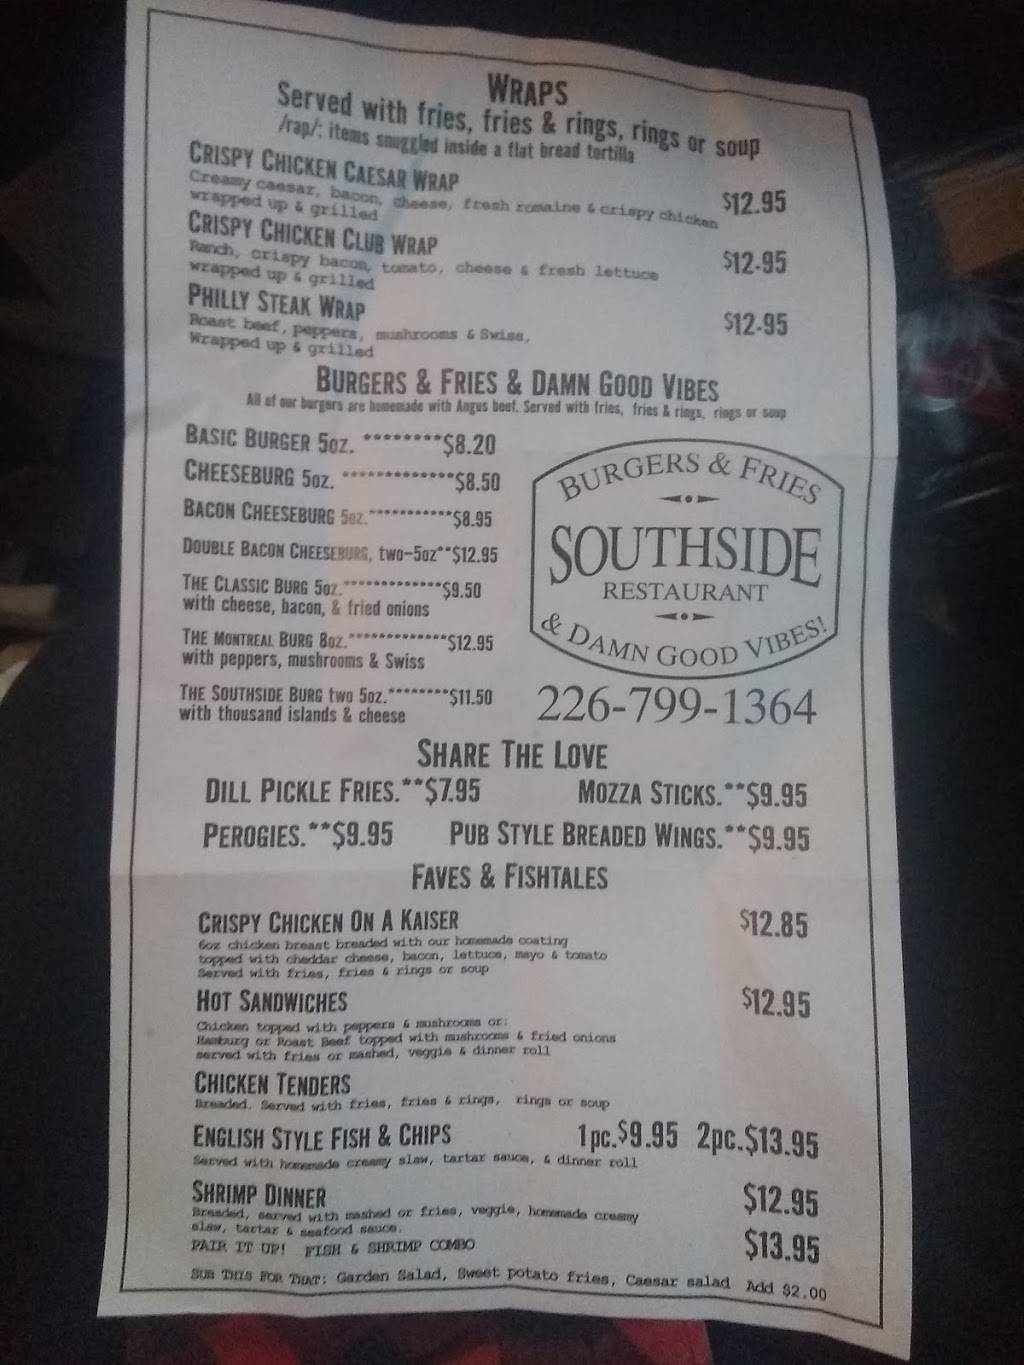 WRAPS
Served with fries, fries & rings, rings or soup
/rap/: items snuggled inside a flat bread tortilla
CRISPY CHICKEN CAESAR WRAP $12.95
Creamy caesar, bacon, cheese, fresh romaine & crispy chicken
wrapped up & grilled
CRISPY CHICKEN CLUB WRAP $12.95
Ranch, crispy bacon, tomato, cheese & fresh lettuce
wrapped up & grilled
PHILLY STEAK WRAP $12.95
Roast beef, peppers, mushrooms & Swiss,
Wrapped up & grilled
BURGERS & FRIES & DAMN GOOD VIBES
All of our burgers are homemade with Angus beef. Served with fries, fries & rings, rings or soup
BASIC BURGER 5oz. ********$8.20
CHEESEBURG 5oz. *************$8.50
BACON CHEESEBURG 5oz.***********$8.95
DOUBLE BACON CHEESEBURG, two-5oz**$12.95
THE CLASSIC BURG 5oz.*************$9.50
with cheese, bacon, & fried onions
THE MONTREAL BURG 8oz.*************$12.95
with peppers, mushrooms & Swiss
THE SOUTHSIDE BURG two 5oz.********$11.50
with thousand islands & cheese
BURGERS & FRIES
SOUTHSIDE
RESTAURANT
& DAMN GOOD VIBES!
226-799-1364
SHARE THE LOVE
DILL PICKLE FRIES.**$7.95 MOZZA STICKS.**$9.95
PEROGIES.**$9.95 PUB STYLE BREADED WINGS.**$9.95
FAVES & FISHTALES
CRISPY CHICKEN ON A KAISER $12.85
6oz chicken breast breaded with our homemade coating
topped with cheddar cheese, bacon, lettuce, mayo & tomato
Served with fries, fries & rings or soup
HOT SANDWICHES $12.95
Chicken topped with peppers & mushrooms or:
Hamburg or Roast Beef topped with mushrooms & fried onions
served with fries or mashed, veggie & dinner roll
CHICKEN TENDERS
Breaded. Served with fries, fries & rings, rings or soup
ENGLISH STYLE FISH & CHIPS 1pc.$9.95 2pc.$13.95
Served with homemade creamy slaw, tartar sauce, & dinner roll
SHRIMP DINNER $12.95
Breaded, served with mashed or fries, veggie, homemade creamy
slaw, tartar & seafood sauce.
PAIR IT UP! FISH & SHRIMP COMBO $13.95
SUB THIS FOR THAT: Garden Salad, Sweet potato fries, Caesar salad Add $2.00